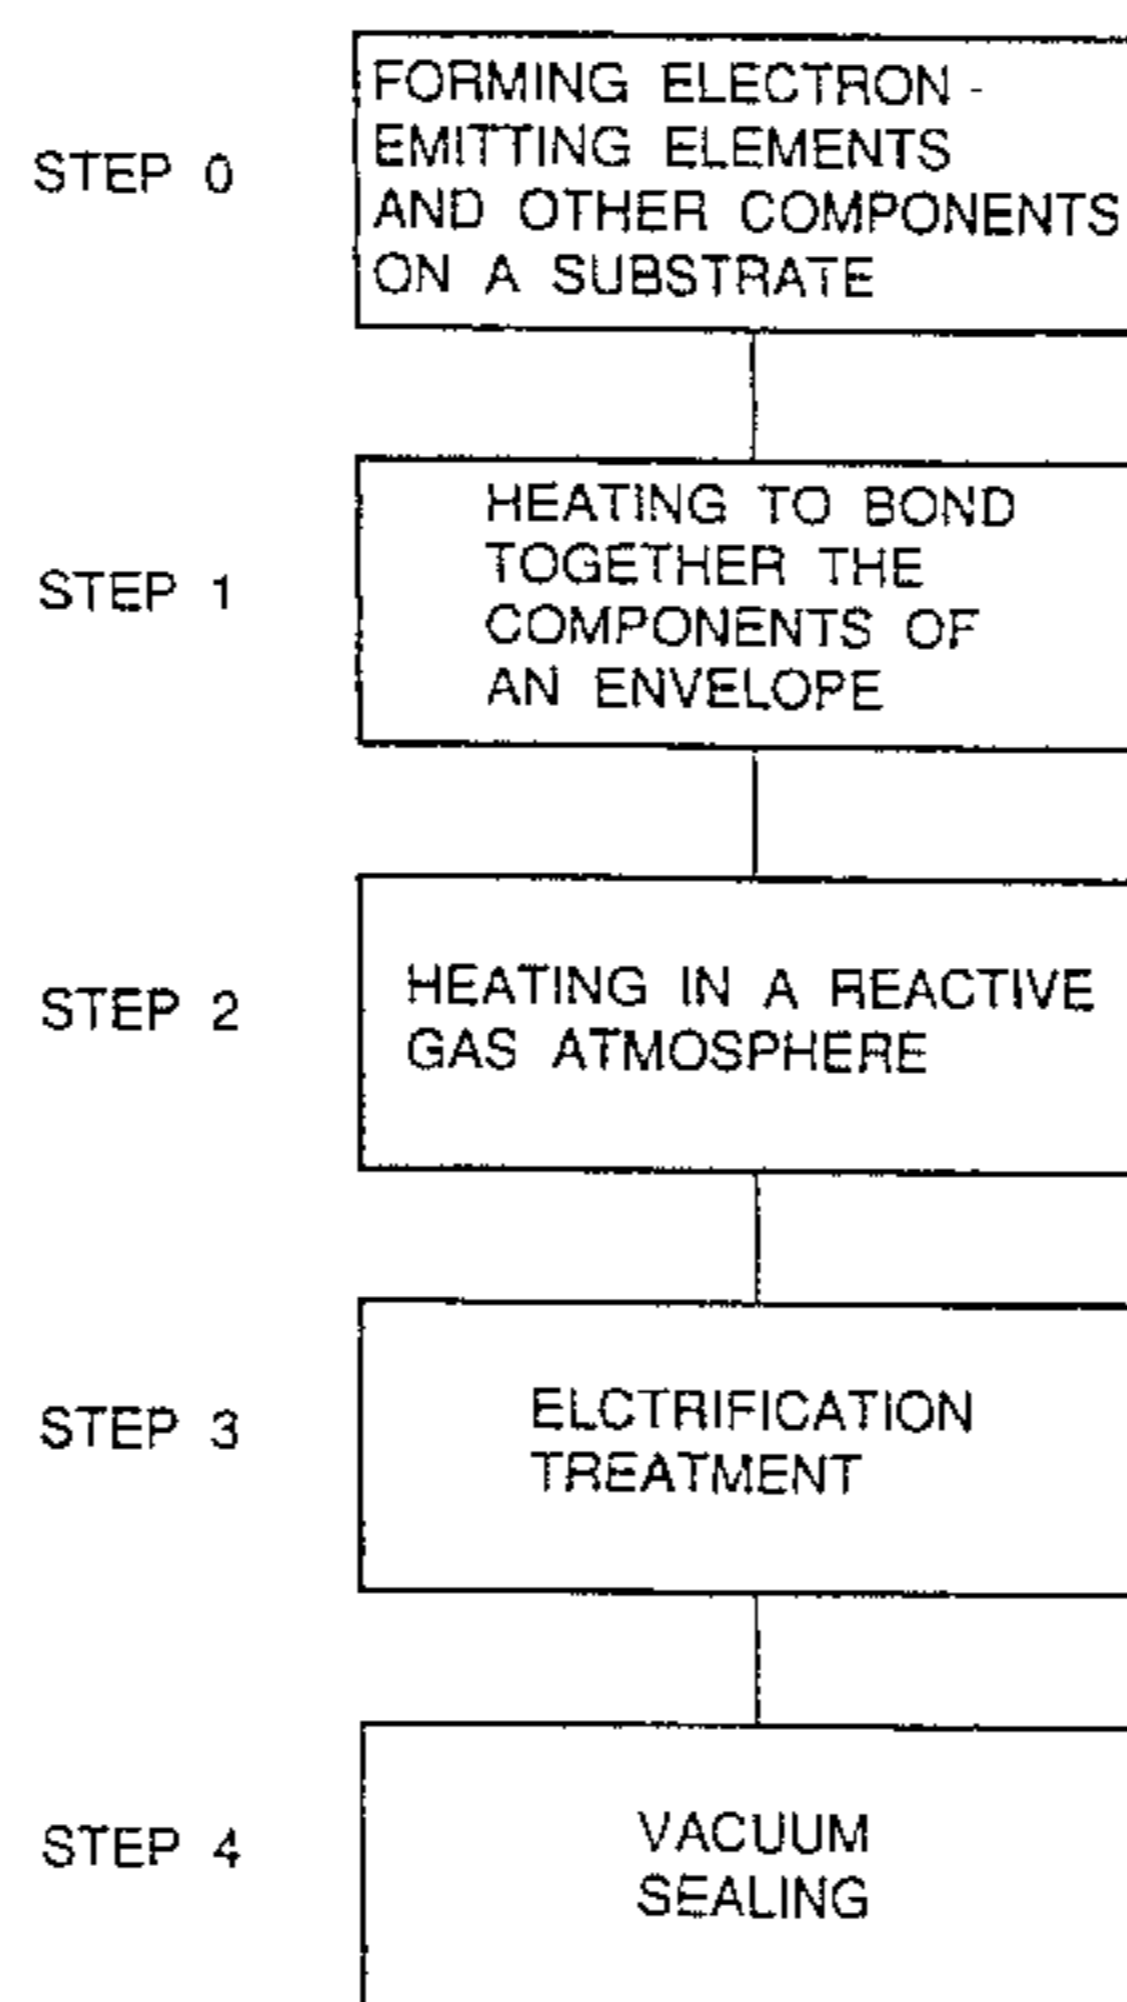 STEP 0
FORMING ELECTRON-
EMITTING ELEMENTS
AND OTHER COMPONENTS
ON A SUBSTRATE
STEP 1
HEATING TO BOND
TOGETHER THE
COMPONENTS OF
AN ENVELOPE
STEP 2
HEATING IN A REACTIVE
GAS ATMOSPHERE
STEP 3
ELCTRIFICATION
TREATMENT
STEP 4
VACUUM
SEALING